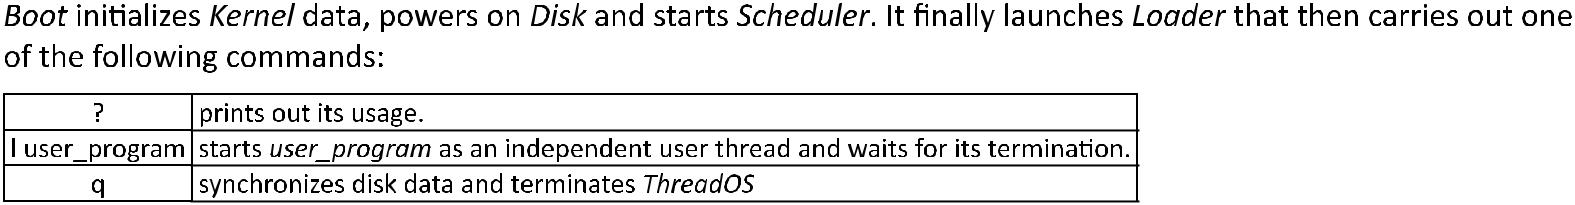 Boot initializes Kernel data, powers on Disk and starts Scheduler. It finally launches Loader that then carries out one
of the following commands:
? prints out its usage.
l user_program starts user_program as an independent user thread and waits for its termination.
q synchronizes disk data and terminates ThreadOS